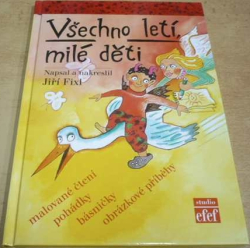 Všechno letí,
milé děti
Napsal a nakreslil
Jiří Fixl
malované čtení
pohádky
básničky
obrázkové příběhy
studio
efef